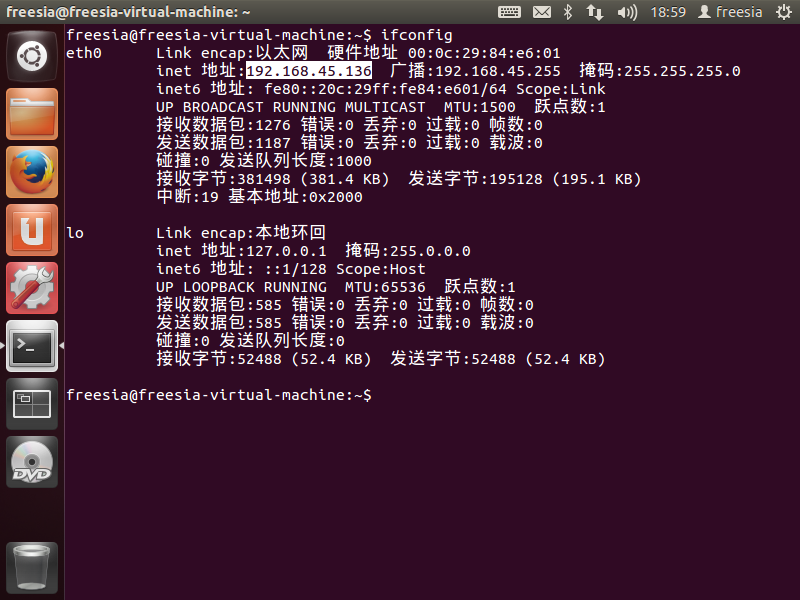 freesia@freesia-virtual-machine: ~ 18:59 freesia
freesia@freesia-virtual-machine:~$ ifconfig
eth0 Link encap:以太网 硬件地址 00:0c:29:84:e6:01
inet 地址:192.168.45.136 广播:192.168.45.255 掩码:255.255.255.0
inet6 地址: fe80::20c:29ff:fe84:e601/64 Scope:Link
UP BROADCAST RUNNING MULTICAST MTU:1500 跃点数:1
接收数据包:1276 错误:0 丢弃:0 过载:0 帧数:0
发送数据包:1187 错误:0 丢弃:0 过载:0 载波:0
碰撞:0 发送队列长度:1000
接收字节:381498 (381.4 KB) 发送字节:195128 (195.1 KB)
中断:19 基本地址:0x2000
lo Link encap:本地环回
inet 地址:127.0.0.1 掩码:255.0.0.0
inet6 地址: ::1/128 Scope:Host
UP LOOPBACK RUNNING MTU:65536 跃点数:1
接收数据包:585 错误:0 丢弃:0 过载:0 帧数:0
发送数据包:585 错误:0 丢弃:0 过载:0 载波:0
碰撞:0 发送队列长度:0
接收字节:52488 (52.4 KB) 发送字节:52488 (52.4 KB)
freesia@freesia-virtual-machine:~$
DVD